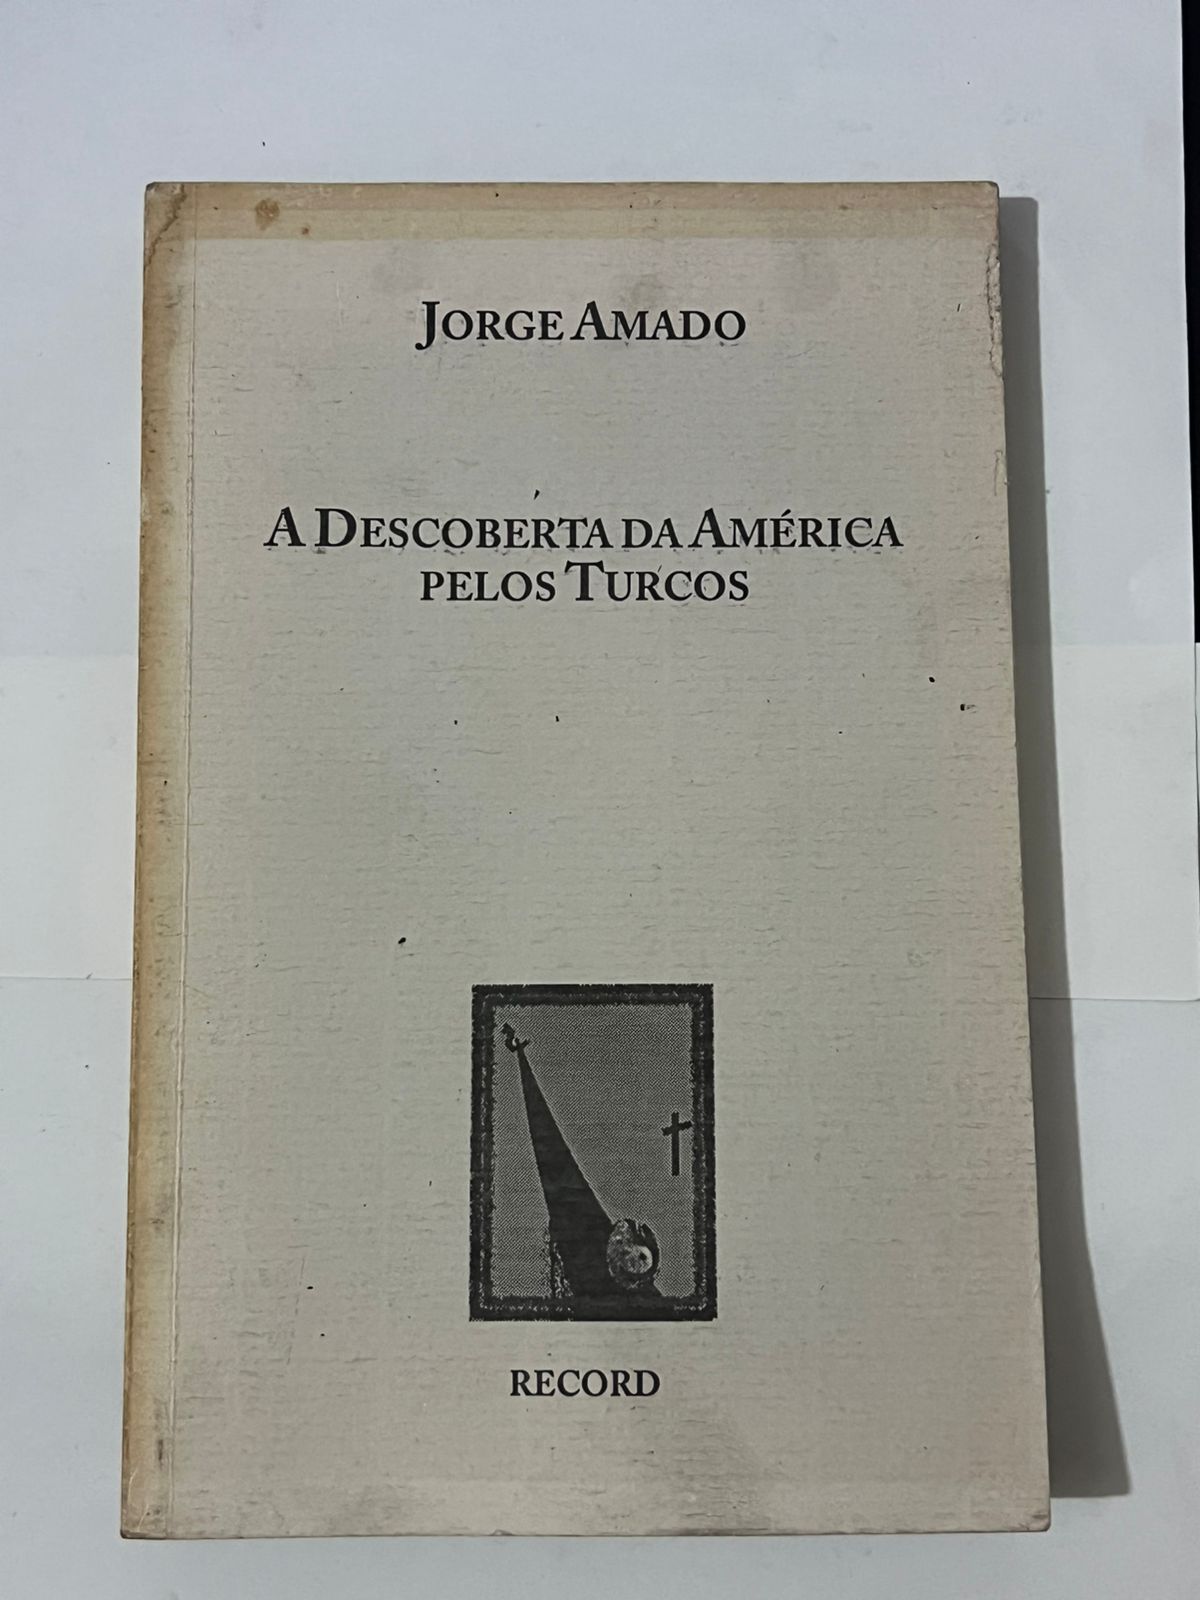 JORGE AMADO
A DESCOBERTA DA AMÉRICA
PELOS TURCOS
RECORD